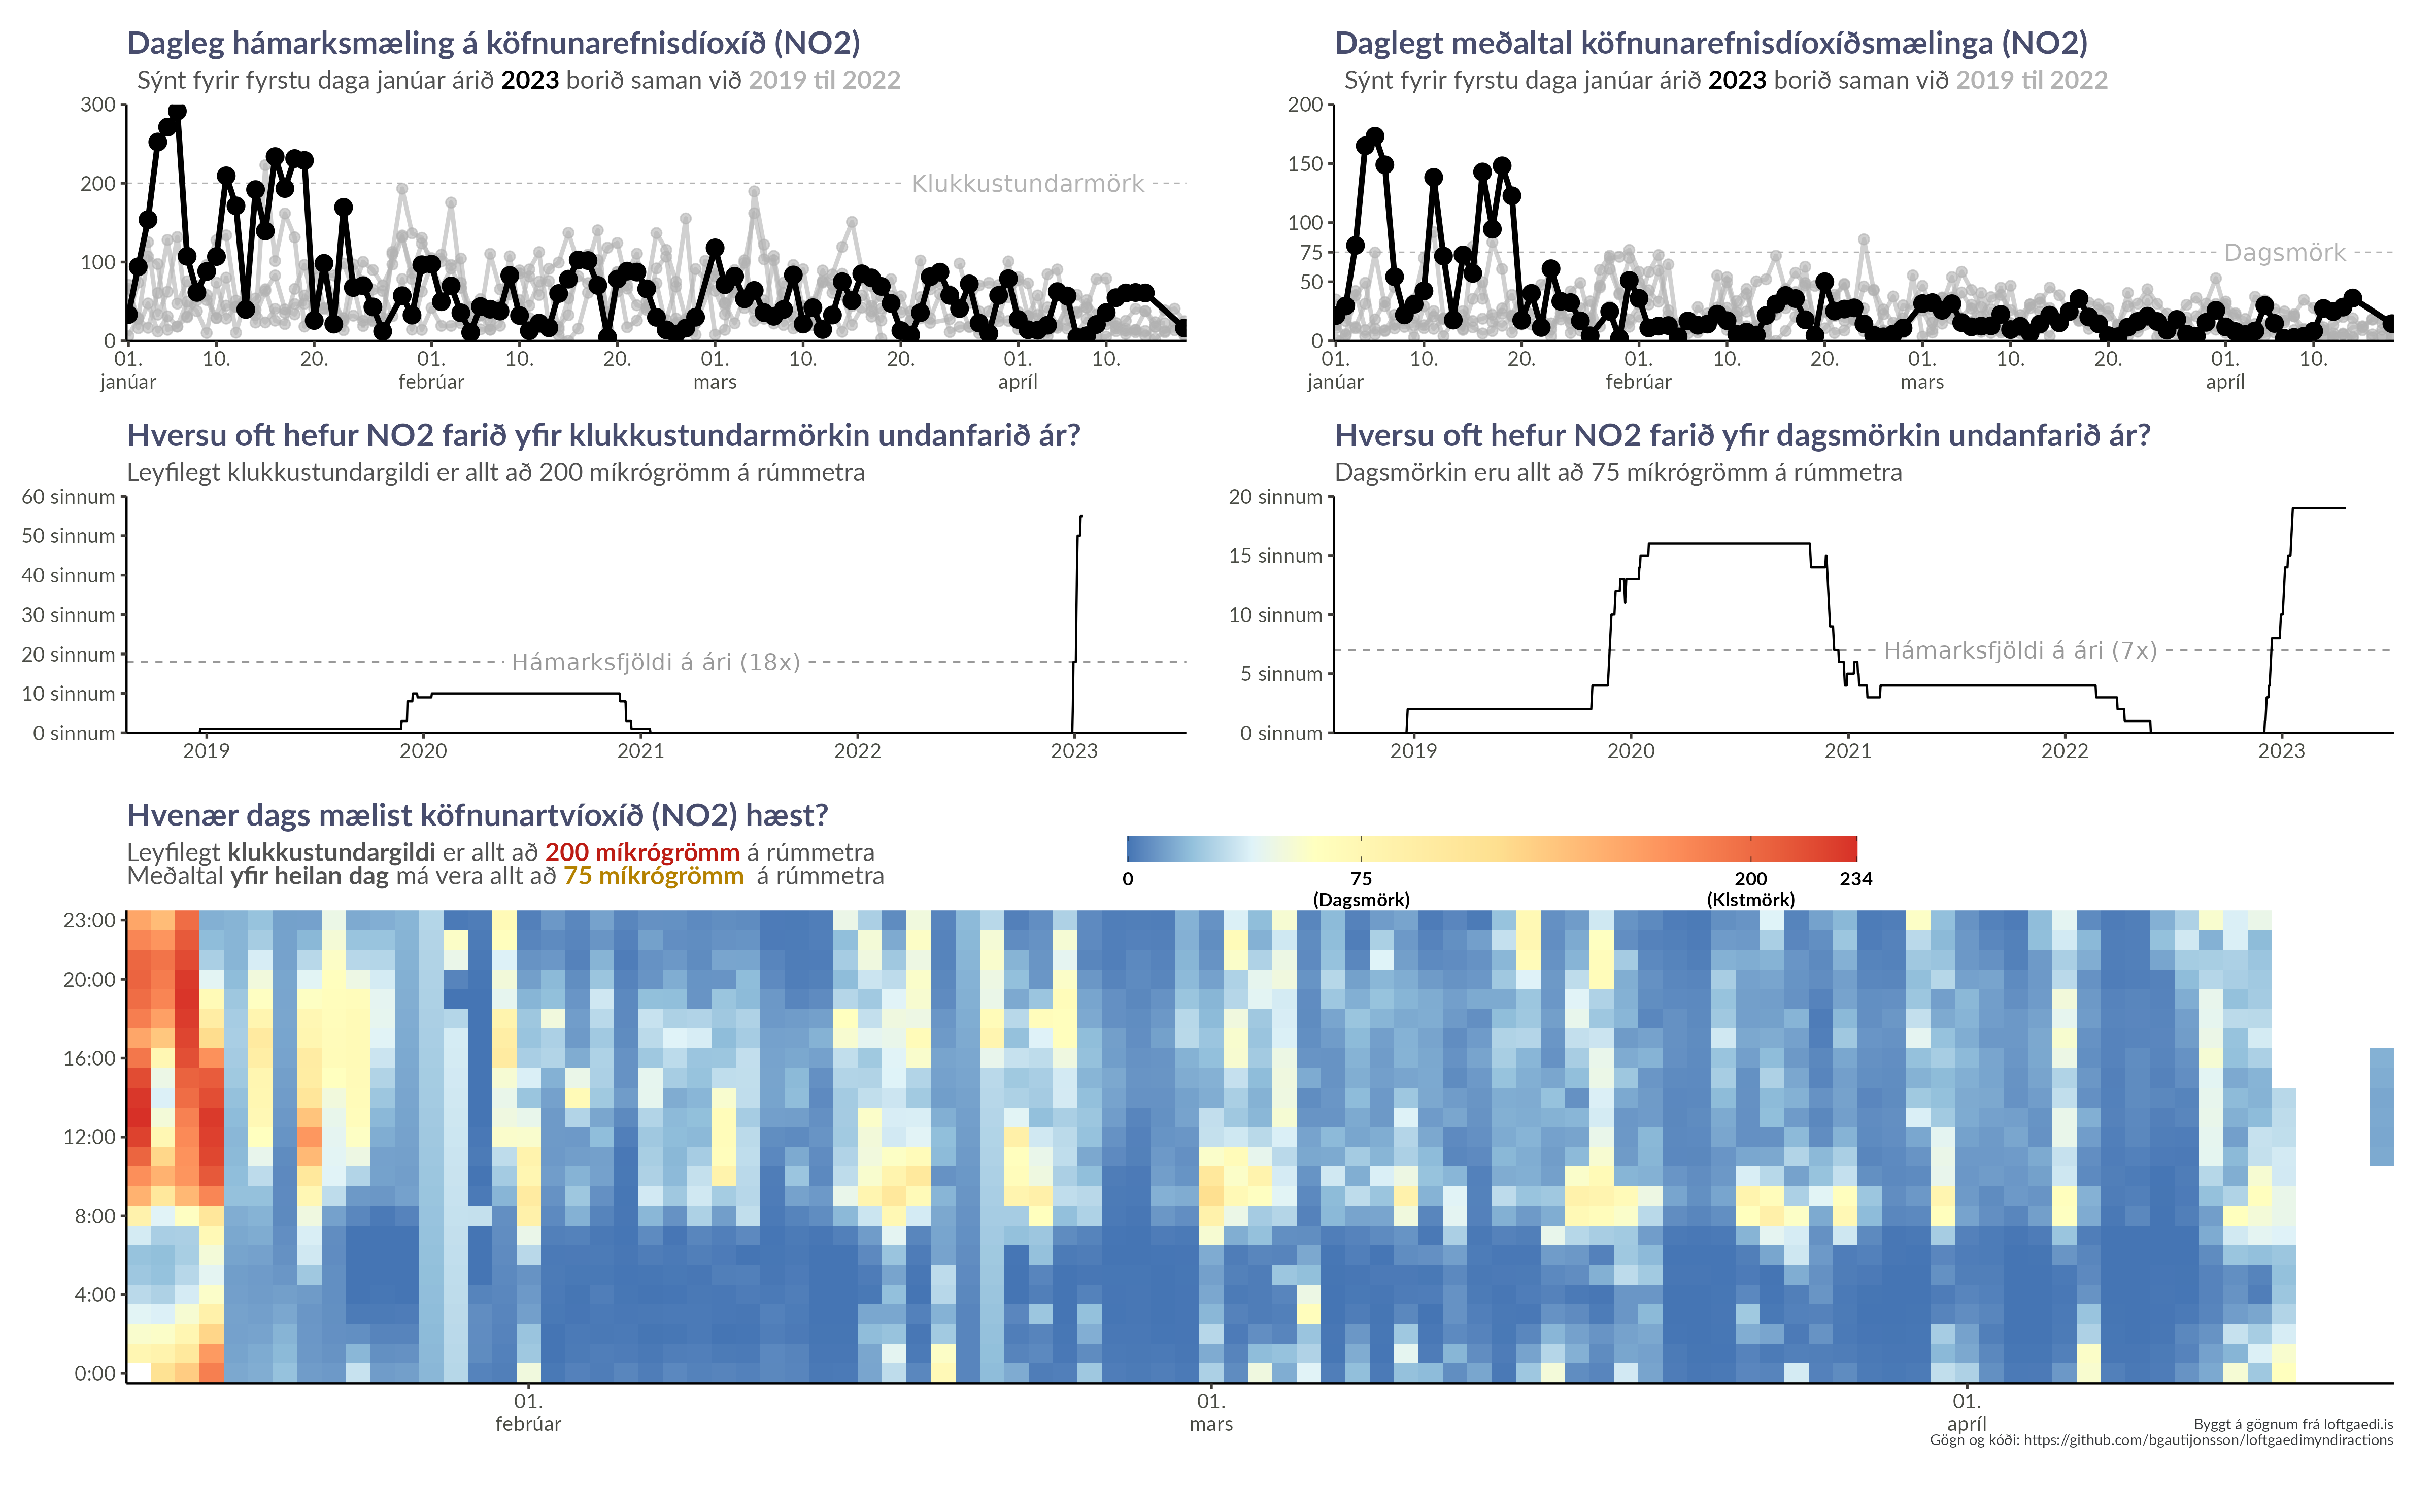 Dagleg hámarksmæling á köfnunarefnisdíoxíð (NO2)
Sýnt fyrir fyrstu daga janúar árið 2023 borið saman við 2019 til 2022
300
200
100
0
Klukkustundarmörk
01. 10. 20. 01. 10. 20. 01. 10. 20. 01. 10.
janúar febrúar mars apríl
Daglegt meðaltal köfnunarefnisdíoxíðsmælinga (NO2)
Sýnt fyrir fyrstu daga janúar árið 2023 borið saman við 2019 til 2022
200
150
100
75
50
0
Dagsmörk
01. 10. 20. 01. 10. 20. 01. 10. 20. 01. 10.
janúar febrúar mars apríl
Hversu oft hefur NO2 farið yfir klukkustundarmörkin undanfarið ár?
Leyfilegt klukkustundargildi er allt að 200 míkrógrömm á rúmmetra
60 sinnum
50 sinnum
40 sinnum
30 sinnum
20 sinnum
10 sinnum
0 sinnum
Hámarksfjöldi á ári (18x)
2019 2020 2021 2022 2023
Hversu oft hefur NO2 farið yfir dagsmörkin undanfarið ár?
Dagsmörkin eru allt að 75 míkrógrömm á rúmmetra
20 sinnum
15 sinnum
10 sinnum
5 sinnum
0 sinnum
Hámarksfjöldi á ári (7x)
2019 2020 2021 2022 2023
Hvenær dags mælist köfnunartvíoxíð (NO2) hæst?
Leyfilegt klukkustundargildi er allt að 200 míkrógrömm á rúmmetra
Meðaltal yfir heilan dag má vera allt að 75 míkrógrömm á rúmmetra
0 75 200 234
(Dagsmörk) (Klstmörk)
23:00
20:00
16:00
12:00
8:00
4:00
0:00
01. 01. 01.
febrúar mars apríl
Byggt á gögnum frá loftgaedi.is
Gögn og kóði: https://github.com/bgautijonsson/loftgaedimyndiractions